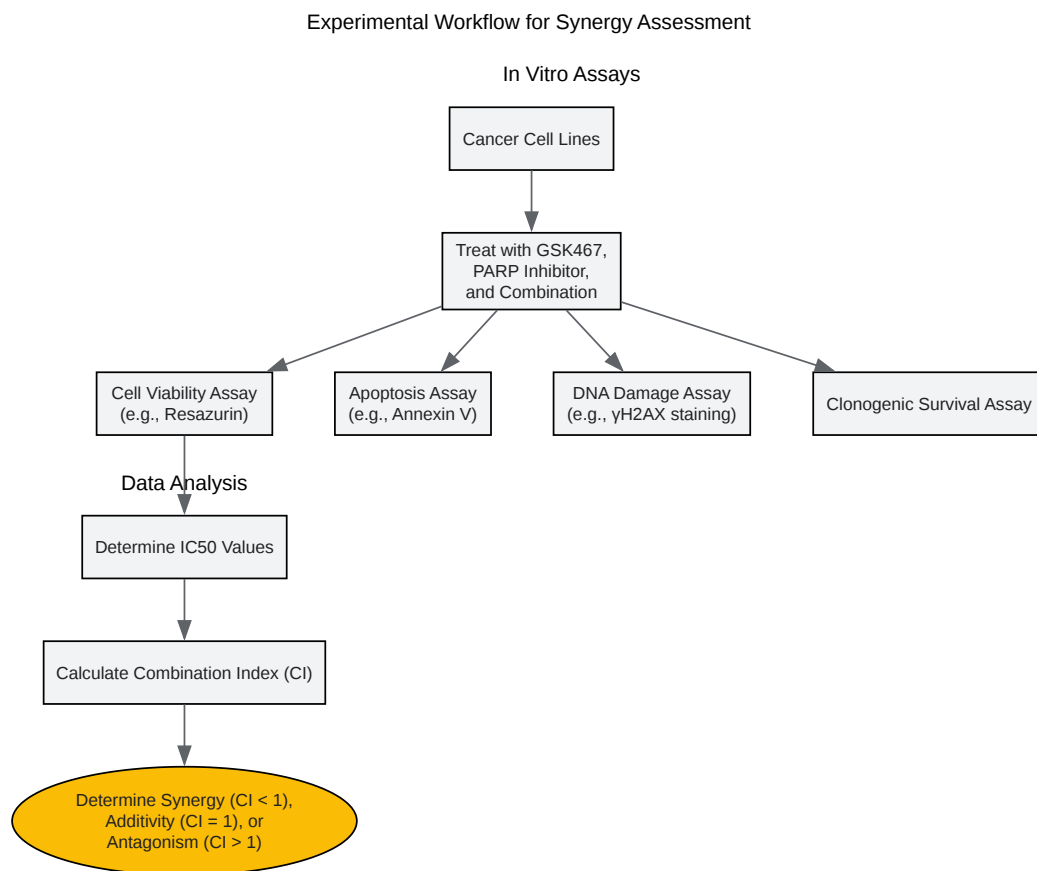 Experimental Workflow for Synergy Assessment
In Vitro Assays
Cancer Cell Lines
Treat with GSK467,
PARP Inhibitor,
and Combination
Cell Viability Assay
(e.g., Resazurin)
Apoptosis Assay
(e.g., Annexin V)
DNA Damage Assay
(e.g., γH2AX staining)
Clonogenic Survival Assay
Data Analysis
Determine IC50 Values
Calculate Combination Index (CI)
Determine Synergy (CI < 1),
Additivity (CI = 1), or
Antagonism (CI > 1)